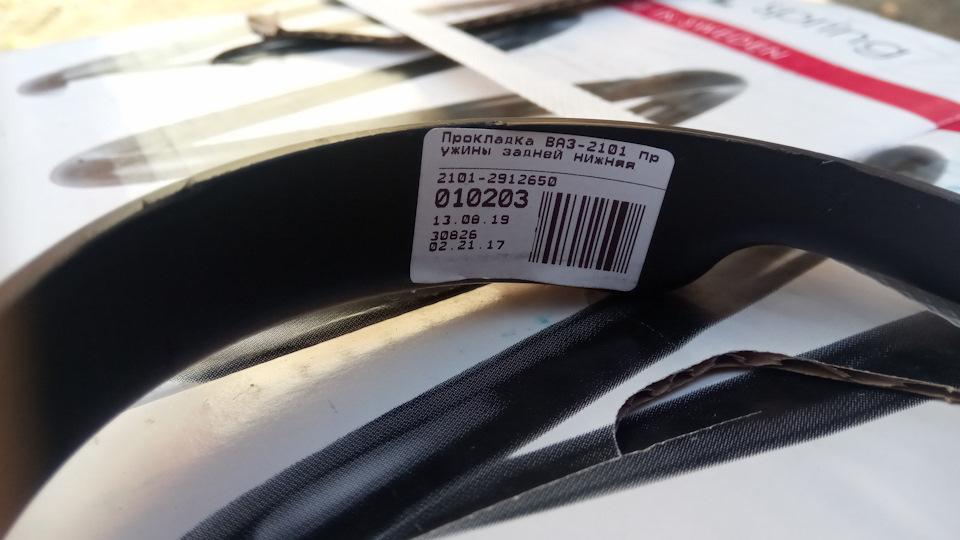 Прокладка ВАЗ-2101 Пр
ужины задней нижняя
2101-2912650
010203
13.08.19
30826
02.21.17